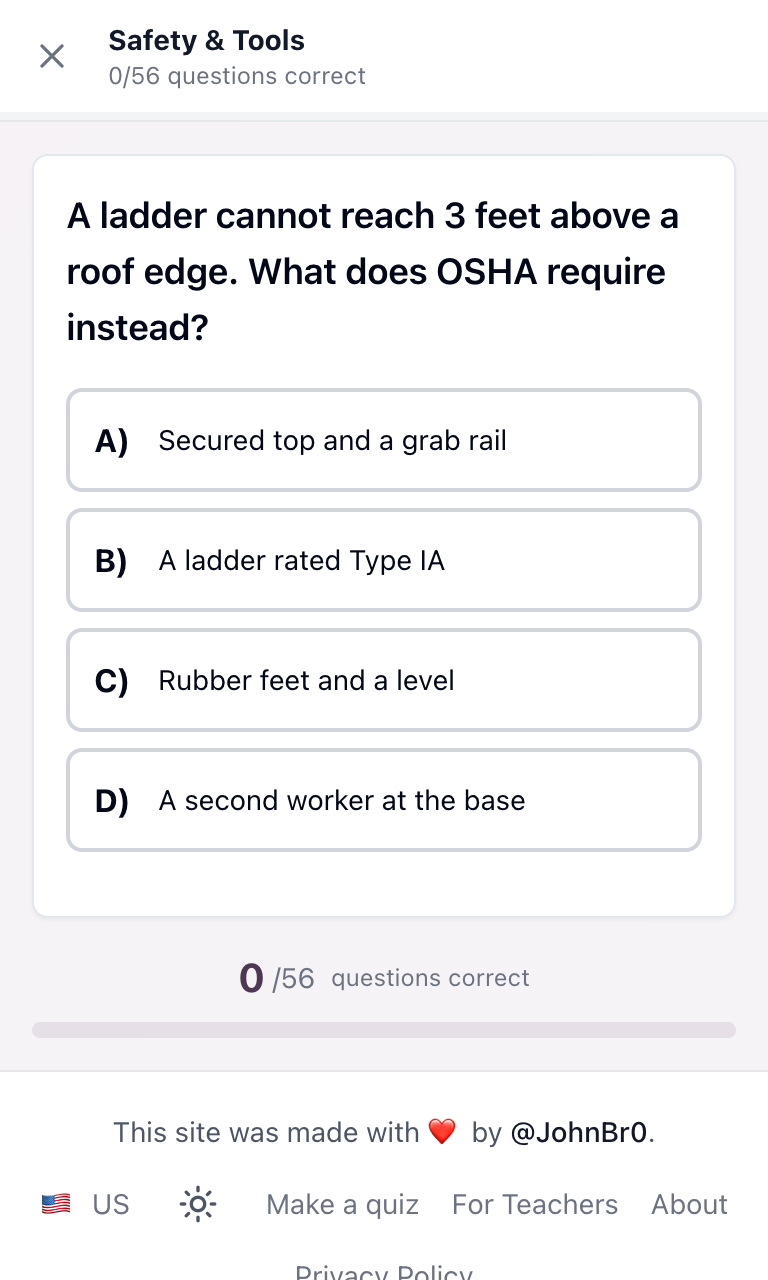 Safety & Tools
0/56 questions correct
A ladder cannot reach 3 feet above a
roof edge. What does OSHA require
instead?
A) Secured top and a grab rail
B) A ladder rated Type IA
C) Rubber feet and a level
D) A second worker at the base
0 /56 questions correct
This site was made with ❤️ by @JohnBr0.
🇺🇸 US Make a quiz For Teachers About
Privacy Policy